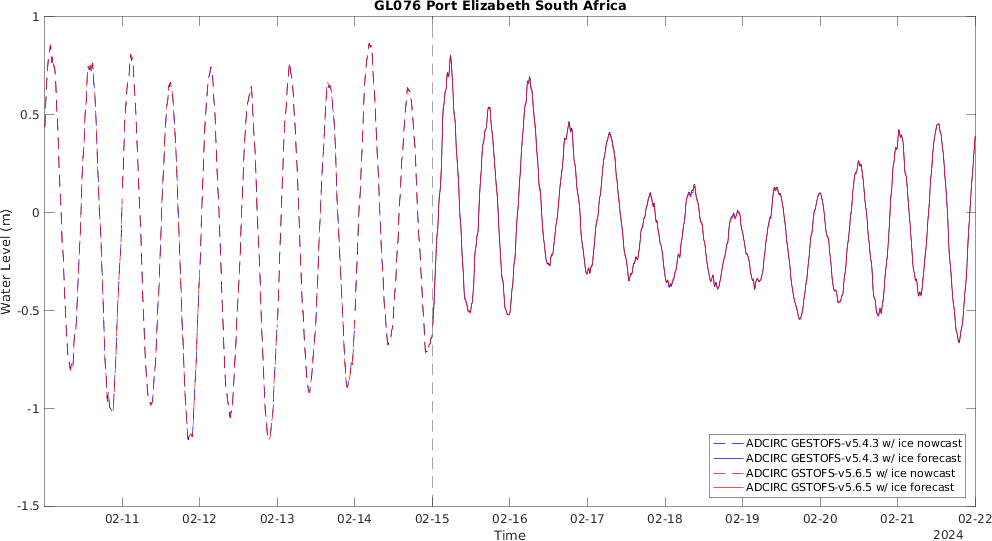 GL076 Port Elizabeth South Africa
1
0.5
0
-0.5
-1
-1.5
Water Level (m)
ADCIRC GESTOFS-v5.4.3 w/ ice nowcast
ADCIRC GESTOFS-v5.4.3 w/ ice forecast
ADCIRC GSTOFS-v5.6.5 w/ ice nowcast
ADCIRC GSTOFS-v5.6.5 w/ ice forecast
02-11 02-12 02-13 02-14 02-15 02-16 02-17 02-18 02-19 02-20 02-21 02-22
Time
2024